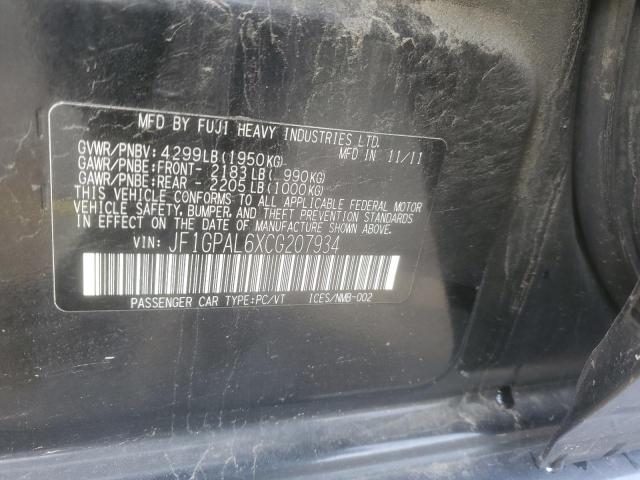 MFD BY FUJI HEAVY INDUSTRIES LTD.
GVWR/PNBV: 4299LB(1950KG) MFD IN 11/11
GAWR/PNBE:FRONT- 2183LB( 990KG)
GAWR/PNBE:REAR - 2205LB(1000KG)
THIS VEHICLE CONFORMS TO ALL APPLICABLE FEDERAL MOTOR
VEHICLE SAFETY, BUMPER, AND THEFT PREVENTION STANDARDS
IN EFFECT ON THE DATE OF MANUFACTURE SHOWN ABOVE.
VIN: JF1GPAL6XCG207934
PASSENGER CAR TYPE:PC/VT ICES/NMB-002